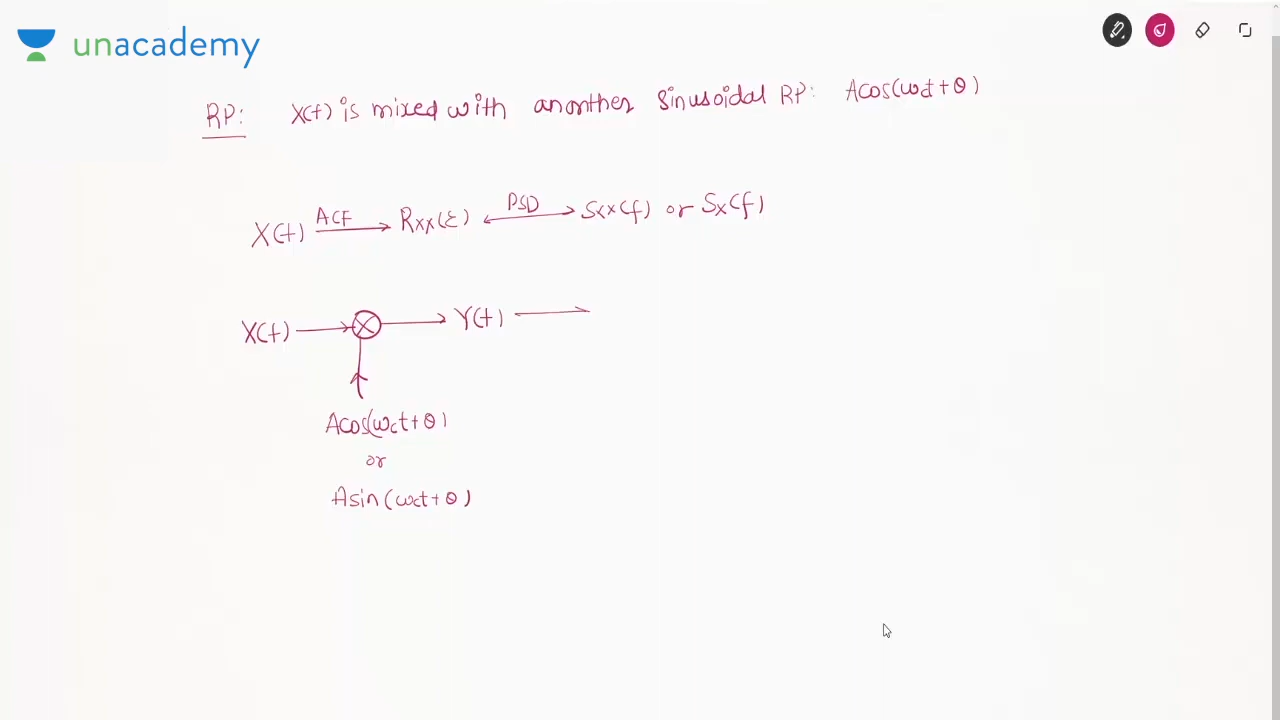 unacademy
RP: X(t) is mixed with anonther sinusoidal RP: Acos(ωct + θ)
X(t) ACF Rxx(τ) PSD Sxx(f) or Sx(f)
X(t) Y(t)
Acos(ωct + θ)
or
Asin(ωct + θ)